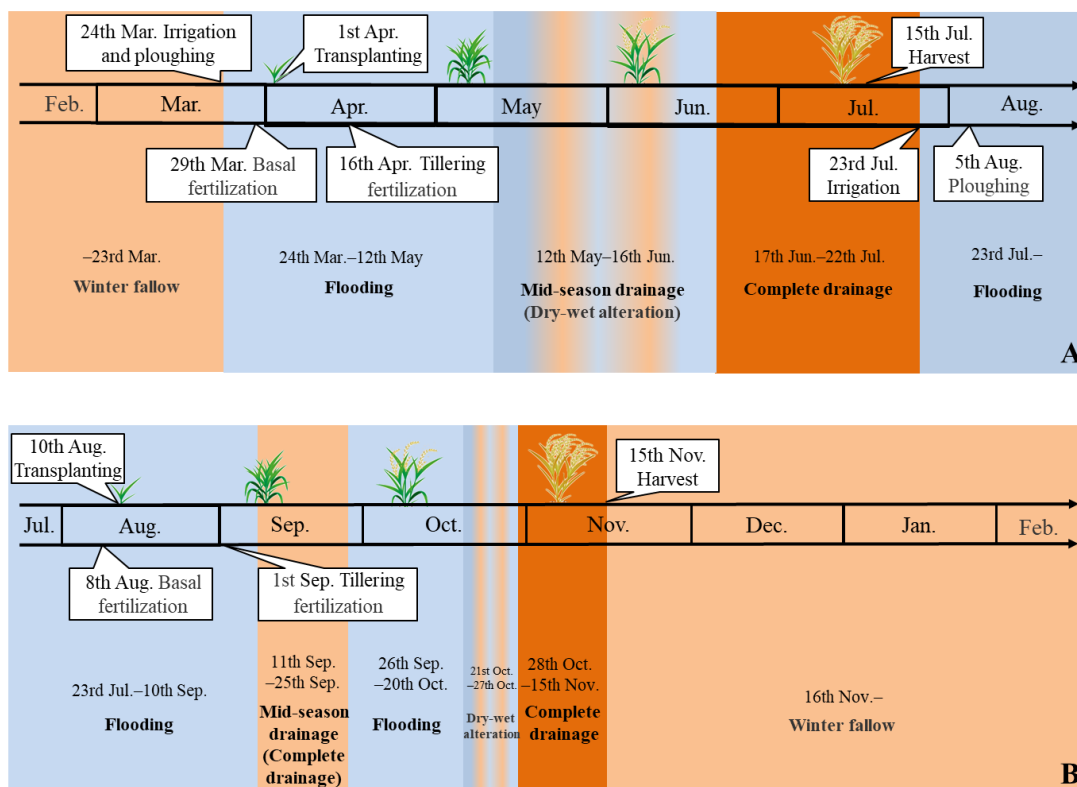 24th Mar. Irrigation
and ploughing
1st Apr.
Transplanting
15th Jul.
Harvest
Feb.
Mar.
Apr.
May
Jun.
Jul.
Aug.
29th Mar. Basal
fertilization
16th Apr. Tillering
fertilization
23rd Jul.
Irrigation
5th Aug.
Ploughing
–23rd Mar.
Winter fallow
24th Mar.–12th May
Flooding
12th May–16th Jun.
Mid-season drainage
(Dry-wet alteration)
17th Jun.–22th Jul.
Complete drainage
23rd Jul.–
Flooding
A
10th Aug.
Transplanting
15th Nov.
Harvest
Jul.
Aug.
Sep.
Oct.
Nov.
Dec.
Jan.
Feb.
8th Aug. Basal
fertilization
1st Sep. Tillering
fertilization
23rd Jul.–10th Sep.
Flooding
11th Sep.
–25th Sep.
Mid-season
drainage
(Complete
drainage)
26th Sep.
–20th Oct.
Flooding
21st Oct.
–27th Oct.
Dry-wet
alteration
28th Oct.
–15th Nov.
Complete
drainage
16th Nov.–
Winter fallow
B